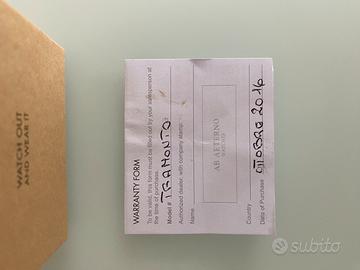 WATCH OUT
AND WEAR IT
WARRANTY FORM
To be valid, this form must be filled out by your salesperson at
the time of purchase.
Model # TRAMONTO
Authorized dealer, with company stamp:
Name
AB AETERNO
Country
Date of Purchase OTTOBRE 2016
subito